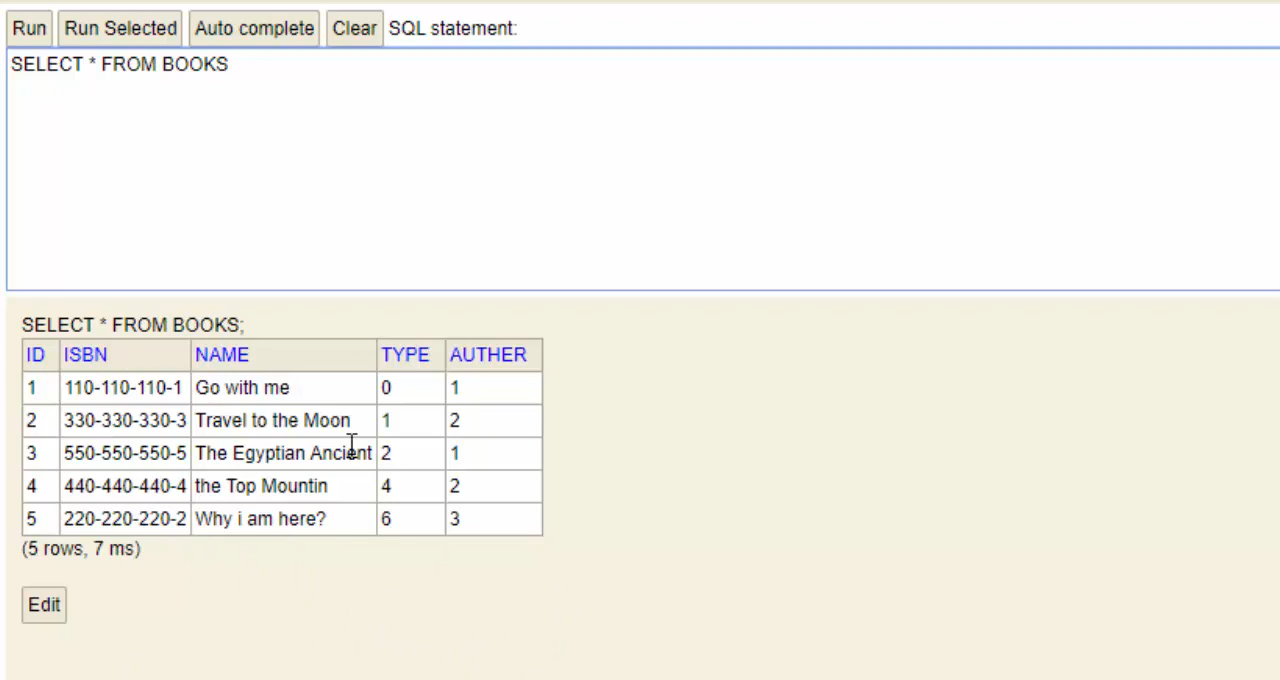 Run Run Selected Auto complete Clear SQL statement:
SELECT * FROM BOOKS
SELECT * FROM BOOKS;
ID ISBN NAME TYPE AUTHER
1 110-110-110-1 Go with me 0 1
2 330-330-330-3 Travel to the Moon 1 2
3 550-550-550-5 The Egyptian Ancient 2 1
4 440-440-440-4 the Top Mountin 4 2
5 220-220-220-2 Why i am here? 6 3
(5 rows, 7 ms)
Edit